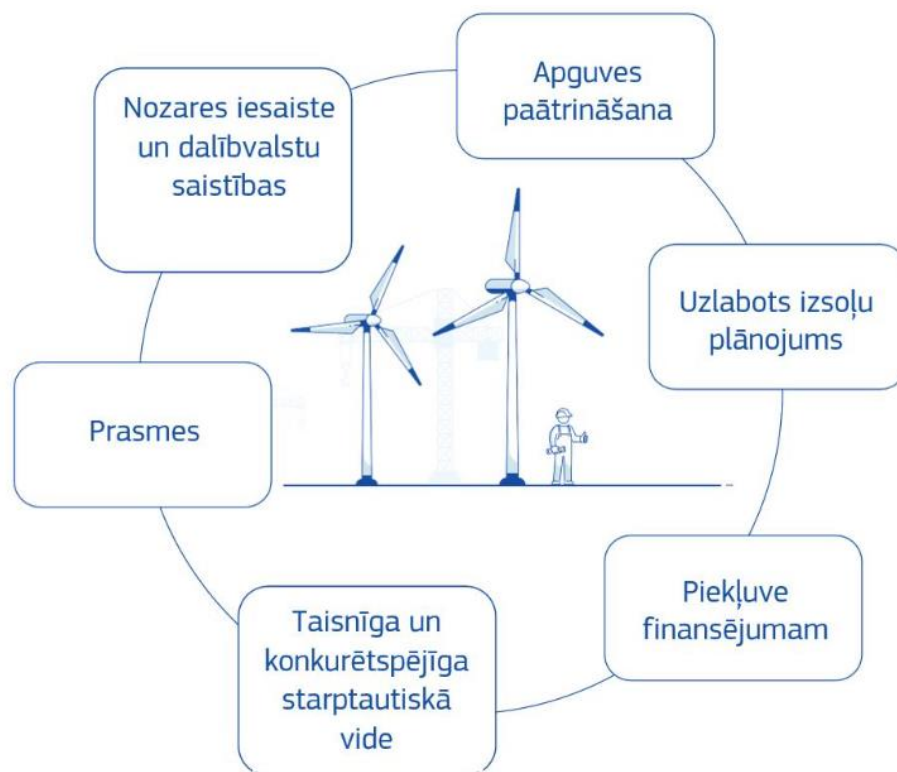 Apguves
paātrināšana
Uzlabots izsoļu
plānojums
Piekļuve
finansējumam
Taisnīga un
konkurētspējīga
starptautiskā
vide
Prasmes
Nozares iesaiste
un dalībvalstu
saistības